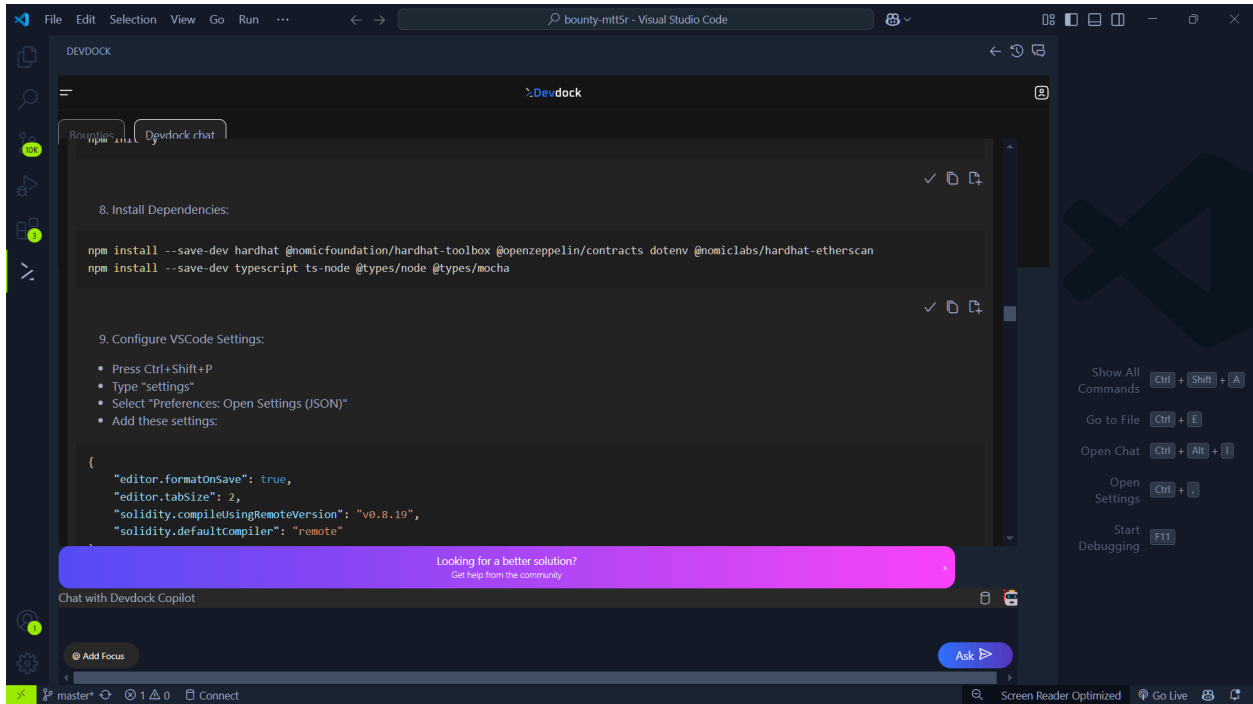 File Edit Selection View Go Run ···
bounty-mtt5r - Visual Studio Code
DEVDOCK
Devdock
Bounties
Devdock chat
npm init -y
8. Install Dependencies:
npm install --save-dev hardhat @nomicfoundation/hardhat-toolbox @openzeppelin/contracts dotenv @nomiclabs/hardhat-etherscan
npm install --save-dev typescript ts-node @types/node @types/mocha
9. Configure VSCode Settings:
• Press Ctrl+Shift+P
• Type "settings"
• Select "Preferences: Open Settings (JSON)"
• Add these settings:
{
"editor.formatOnSave": true,
"editor.tabSize": 2,
"solidity.compileUsingRemoteVersion": "v0.8.19",
"solidity.defaultCompiler": "remote"
Looking for a better solution?
Get help from the community
>
Chat with Devdock Copilot
@ Add Focus
Ask
10K
3
1
Show All Commands Ctrl + Shift + A
Go to File Ctrl + E
Open Chat Ctrl + Alt + I
Open Settings Ctrl + ,
Start Debugging F11
master* 1 0 Connect
Screen Reader Optimized Go Live